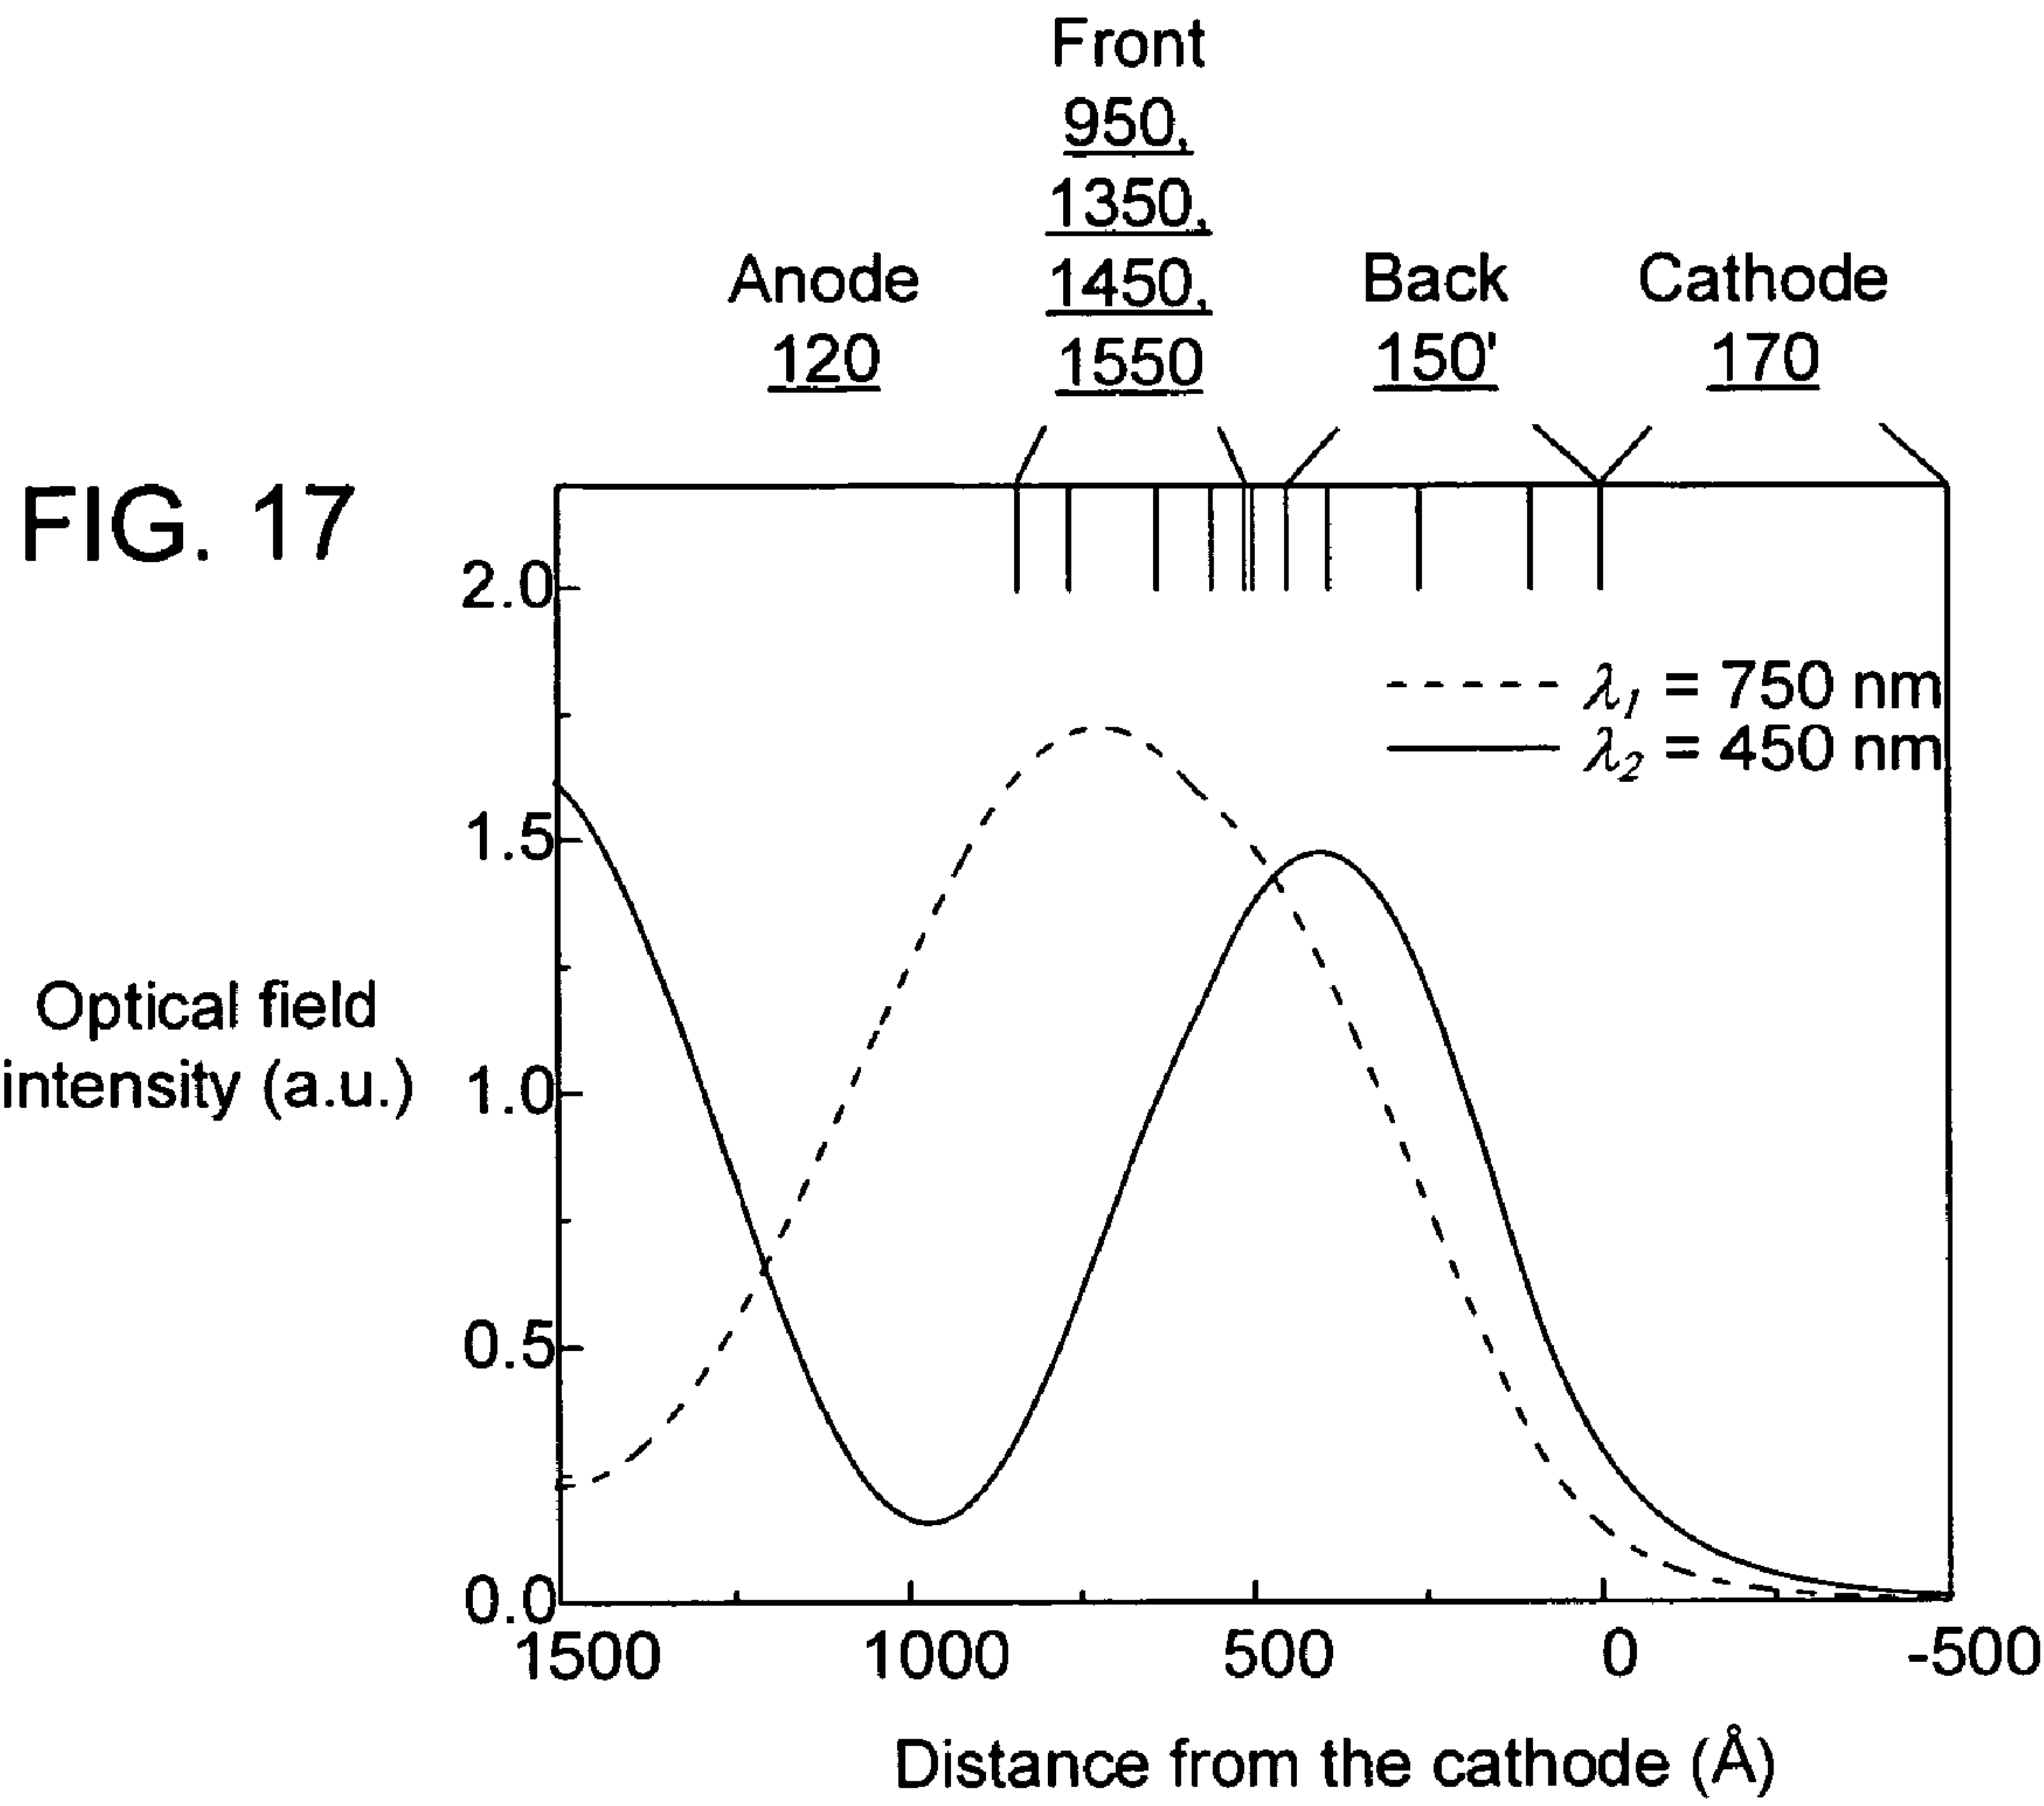 Front
950,
1350,
1450,
1550
Anode
120
Back
150'
Cathode
170
FIG. 17
2.0
1.5
1.0
0.5
0.0
λ1 = 750 nm
λ2 = 450 nm
Optical field
intensity (a.u.)
1500 1000 500 0 -500
Distance from the cathode (Å)